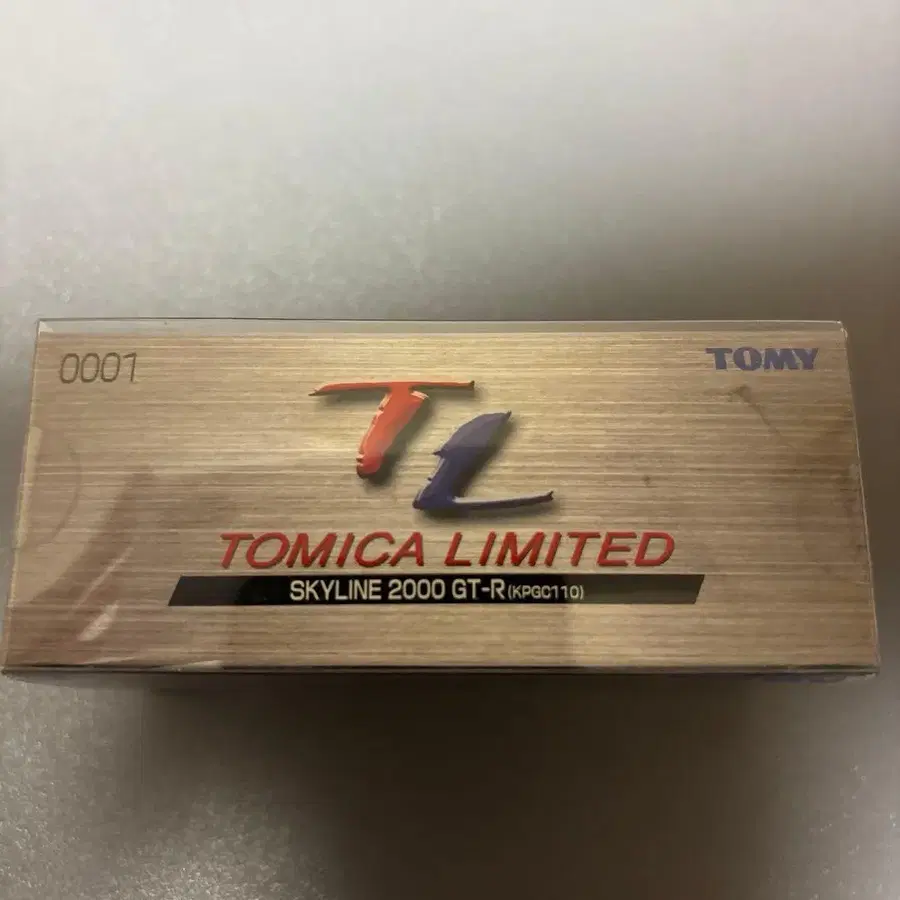 0001
TOMY
TL
TOMICA LIMITED
SKYLINE 2000 GT-R(KPGC110)